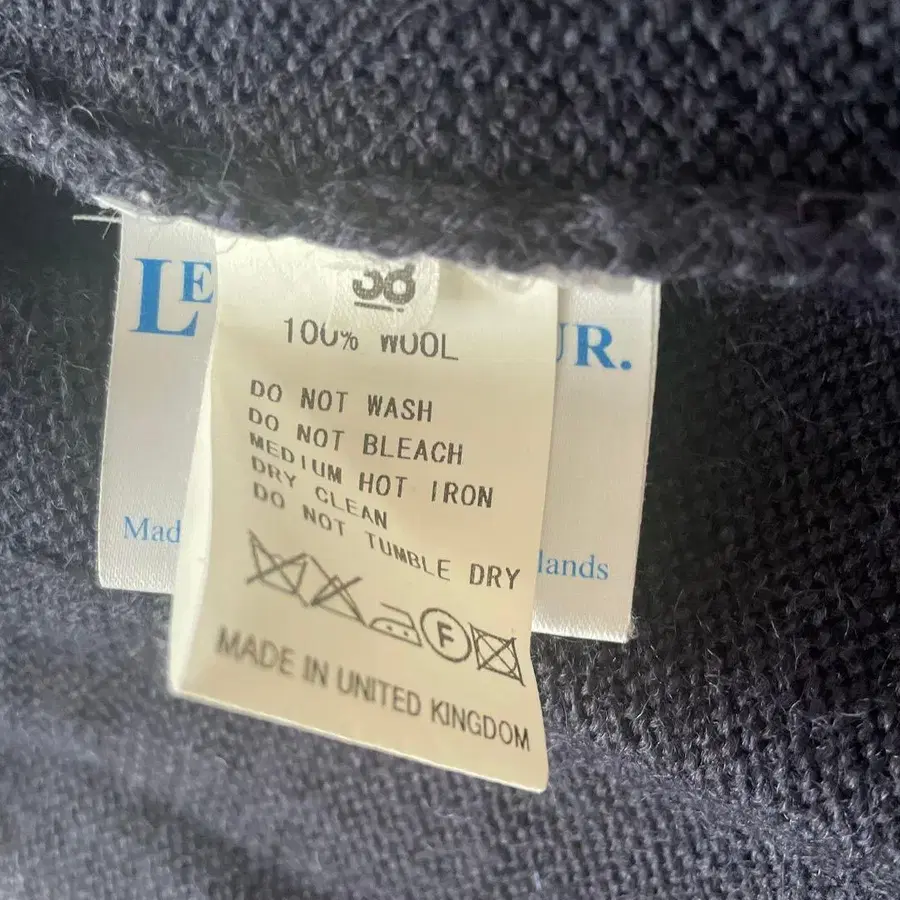 38
100% WOOL
DO NOT WASH
DO NOT BLEACH
MEDIUM HOT IRON
DRY CLEAN
DO NOT TUMBLE DRY
F
MADE IN UNITED KINGDOM
LE
UR.
Mad
lands